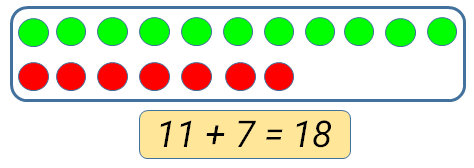 11 + 7 = 18